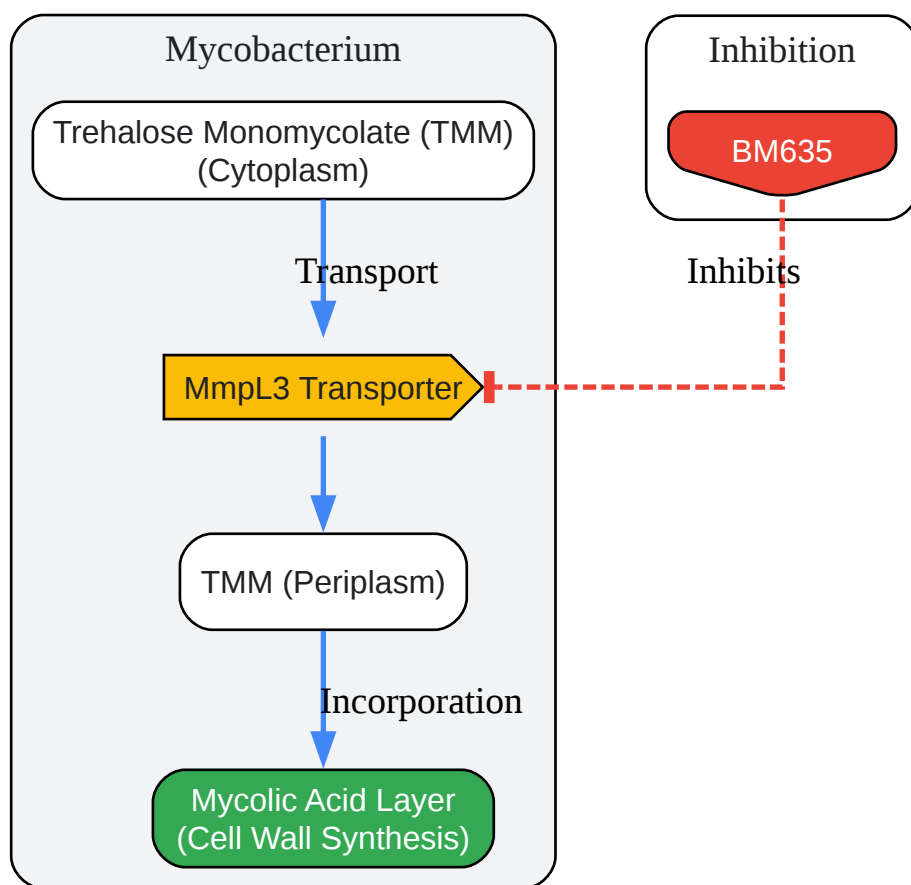 Mycobacterium
Trehalose Monomycolate (TMM)
(Cytoplasm)
Transport
MmpL3 Transporter
TMM (Periplasm)
Incorporation
Mycolic Acid Layer
(Cell Wall Synthesis)
Inhibition
BM635
Inhibits